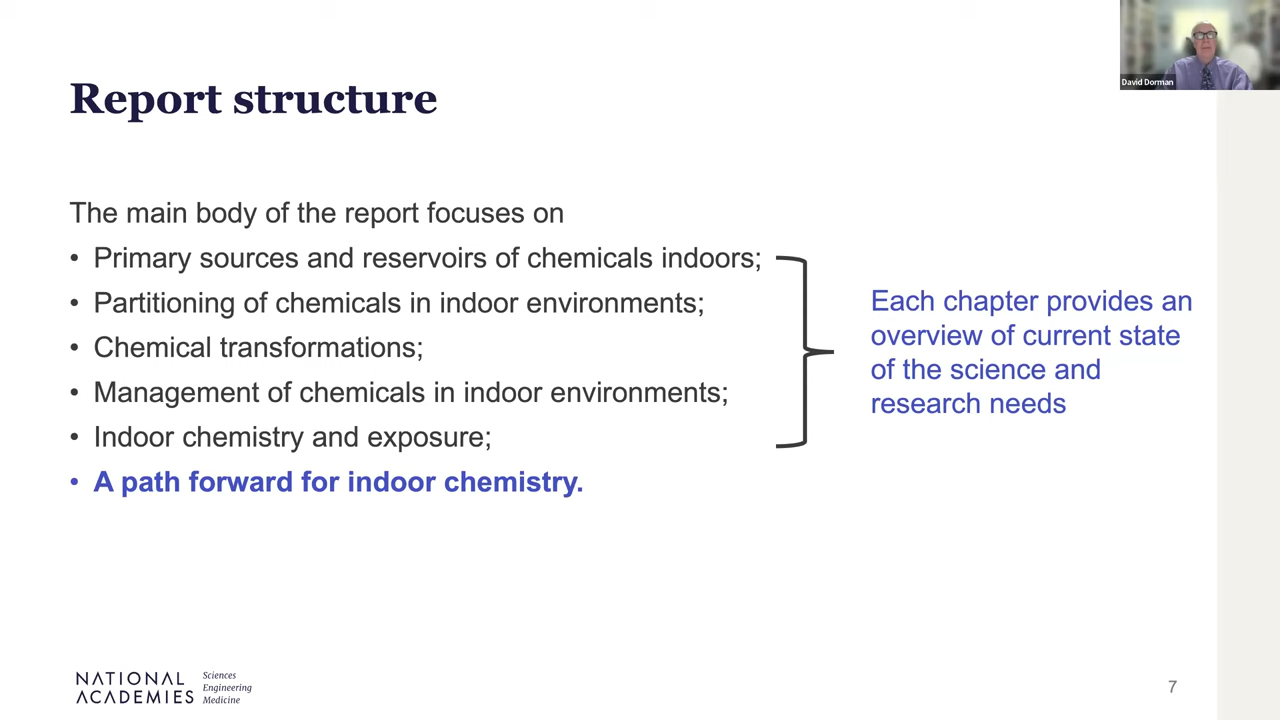 David Dorman
Report structure
The main body of the report focuses on
• Primary sources and reservoirs of chemicals indoors;
• Partitioning of chemicals in indoor environments;
• Chemical transformations;
• Management of chemicals in indoor environments;
• Indoor chemistry and exposure;
• A path forward for indoor chemistry.
Each chapter provides an
overview of current state
of the science and
research needs
NATIONAL
ACADEMIES
Sciences
Engineering
Medicine
7